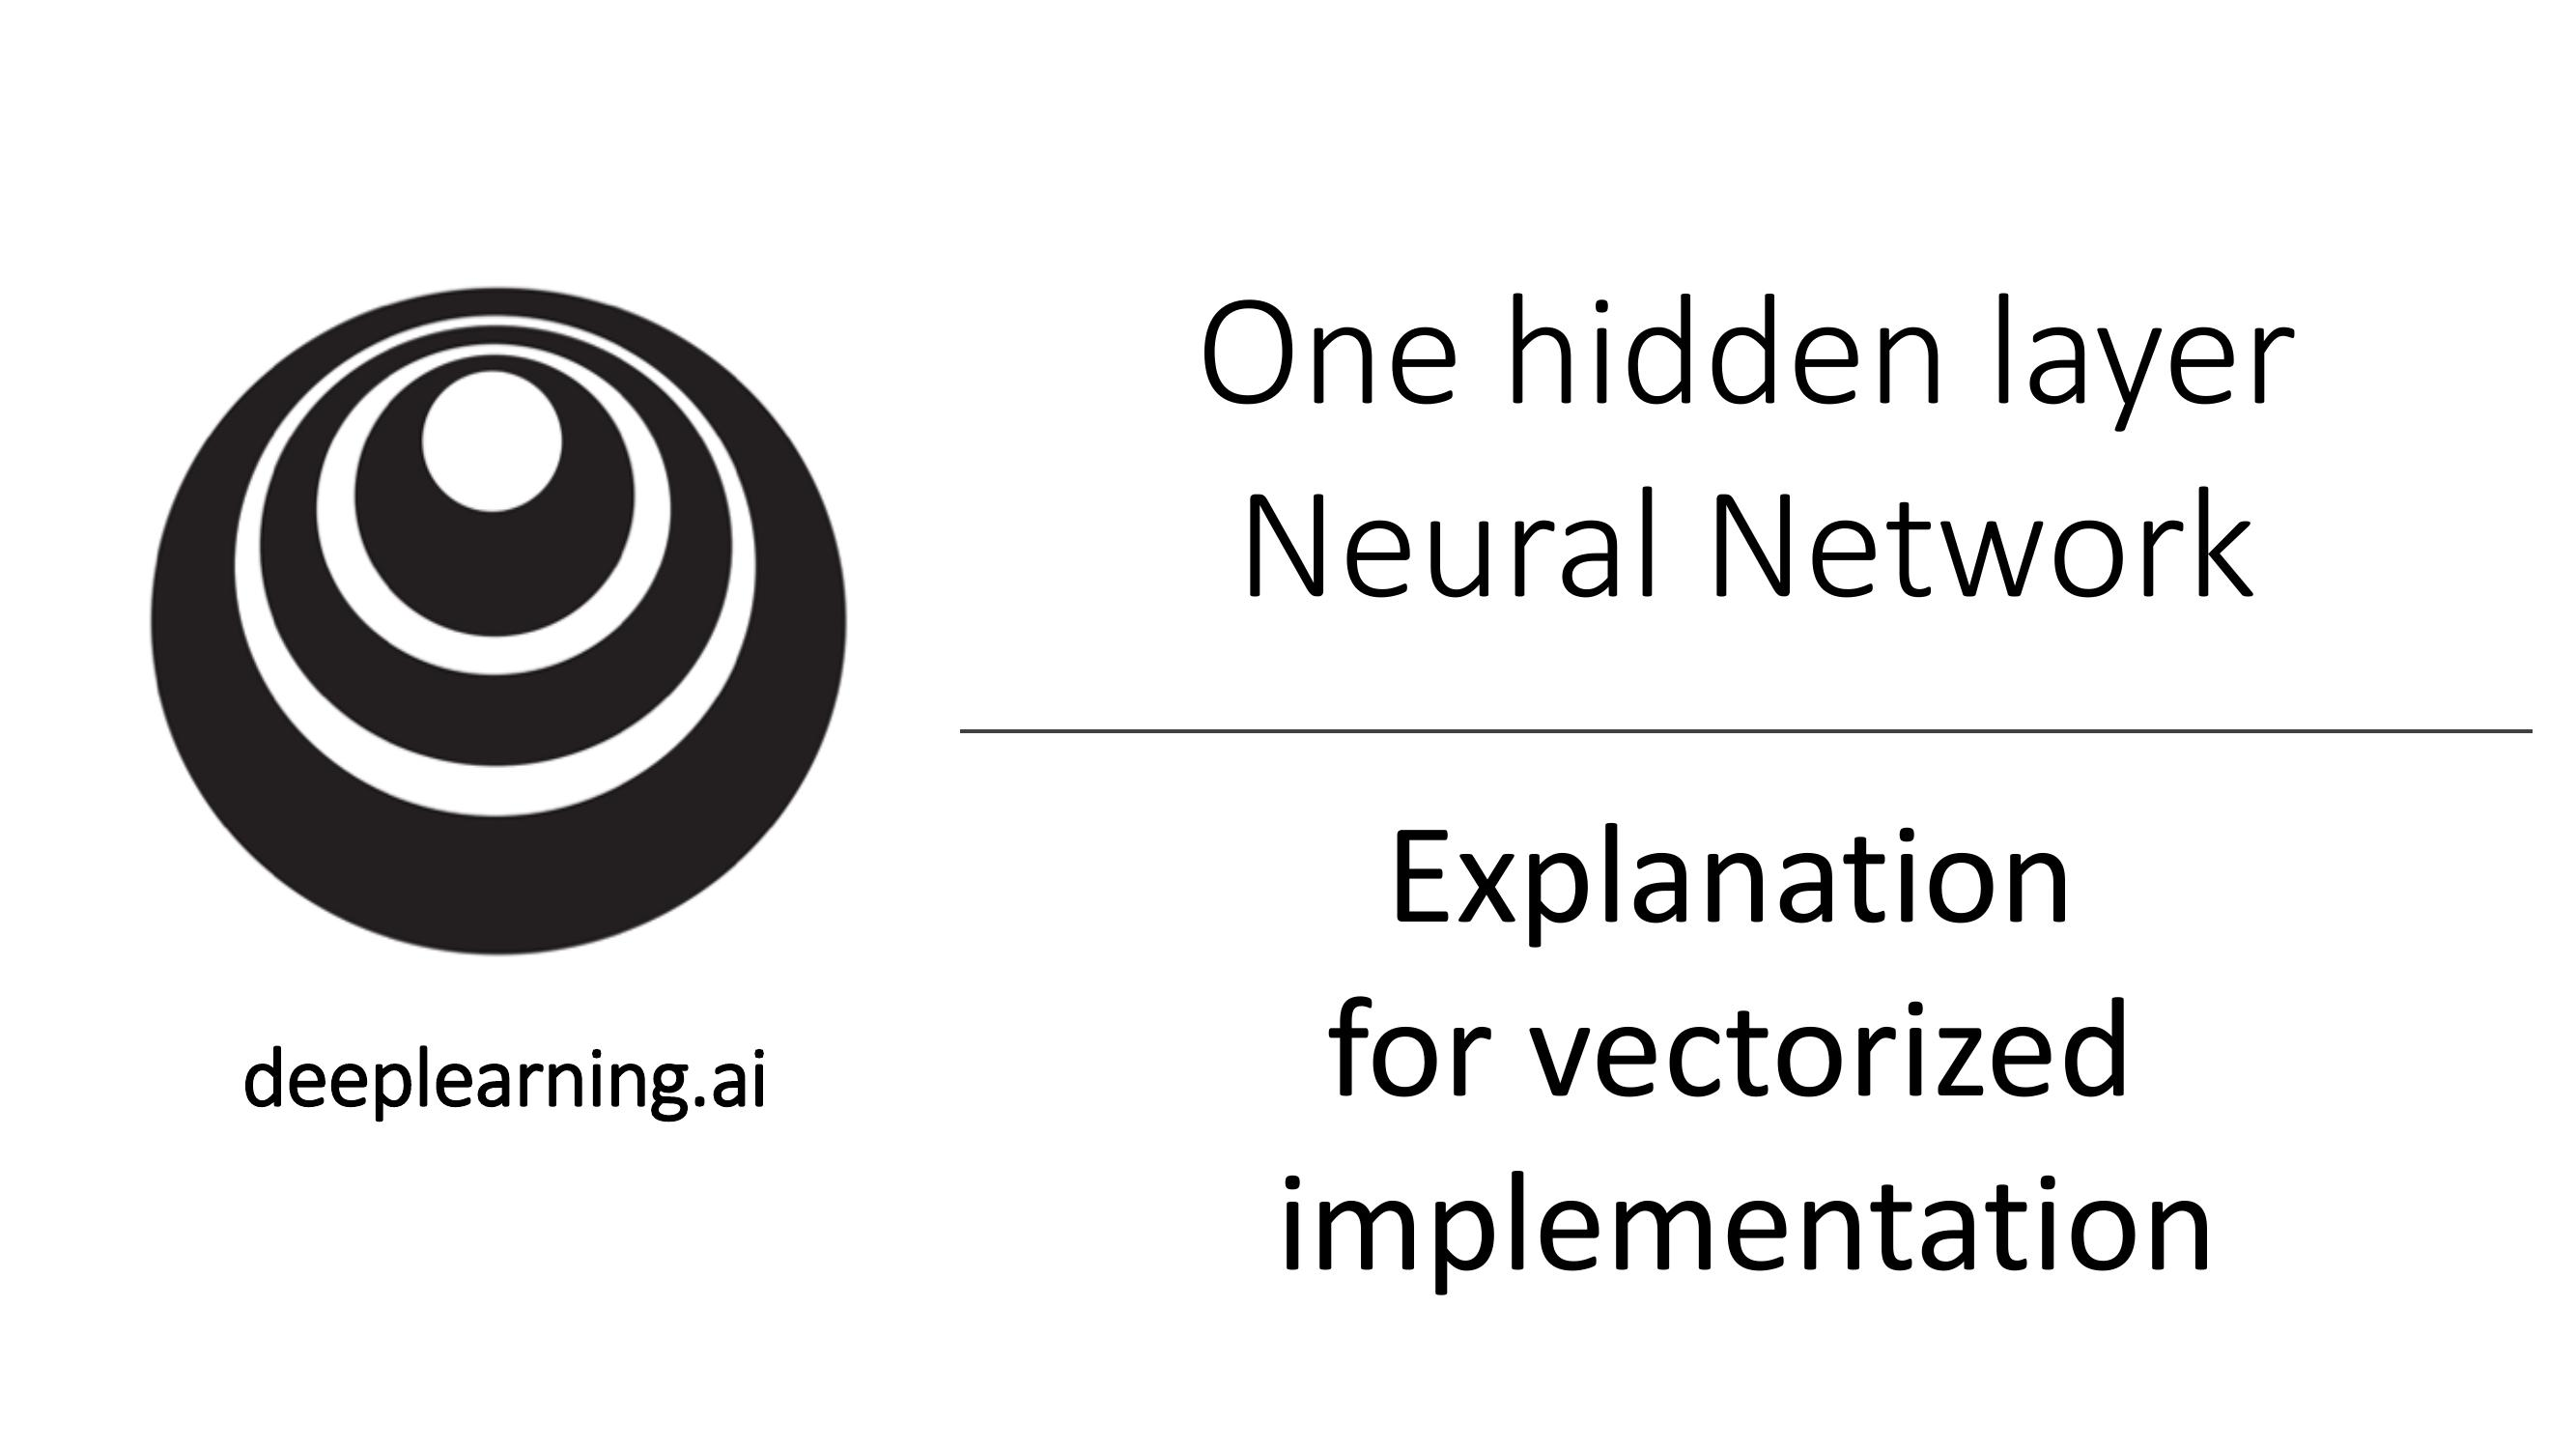 One hidden layer
Neural Network
Explanation
for vectorized
implementation
deeplearning.ai